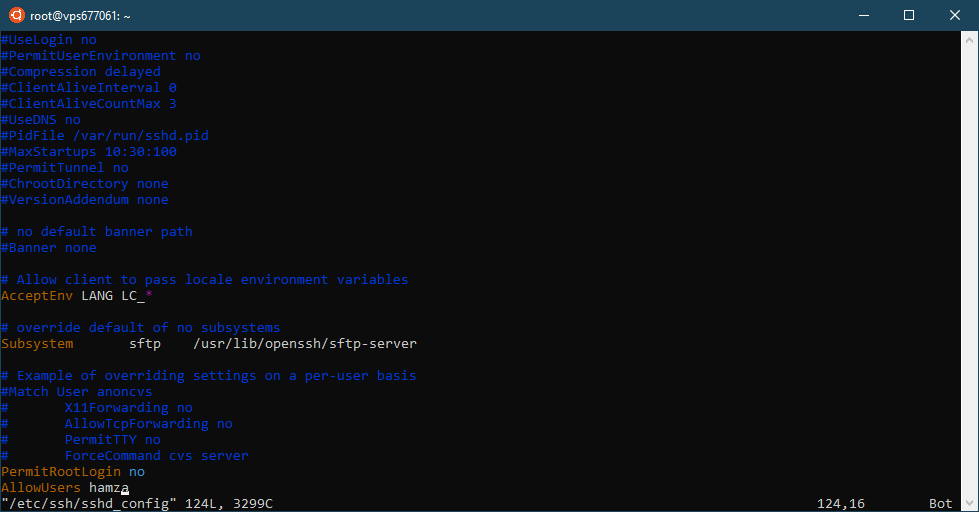 root@vps677061: ~
#UseLogin no
#PermitUserEnvironment no
#Compression delayed
#ClientAliveInterval 0
#ClientAliveCountMax 3
#UseDNS no
#PidFile /var/run/sshd.pid
#MaxStartups 10:30:100
#PermitTunnel no
#ChrootDirectory none
#VersionAddendum none
# no default banner path
#Banner none
# Allow client to pass locale environment variables
AcceptEnv LANG LC_*
# override default of no subsystems
Subsystem       sftp    /usr/lib/openssh/sftp-server
# Example of overriding settings on a per-user basis
#Match User anoncvs
#       X11Forwarding no
#       AllowTcpForwarding no
#       PermitTTY no
#       ForceCommand cvs server
PermitRootLogin no
AllowUsers hamza
"/etc/ssh/sshd_config" 124L, 3299C                                                                    124,16        Bot